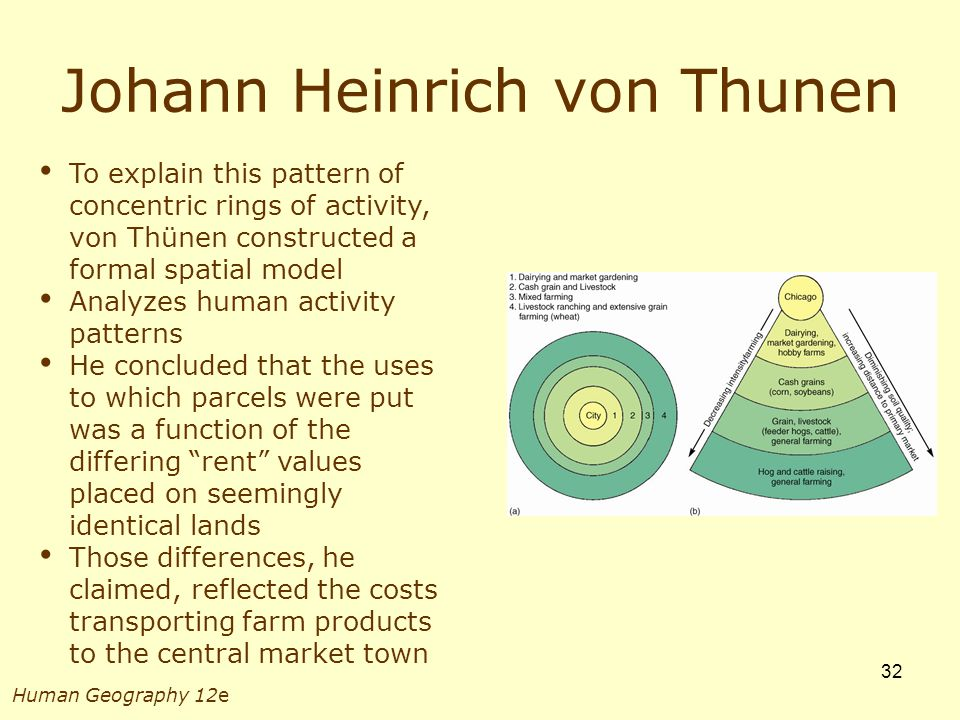 Johann Heinrich von Thunen
• To explain this pattern of
concentric rings of activity,
von Thünen constructed a
formal spatial model
• Analyzes human activity
patterns
• He concluded that the uses
to which parcels were put
was a function of the
differing “rent” values
placed on seemingly
identical lands
• Those differences, he
claimed, reflected the costs
transporting farm products
to the central market town
1. Dairying and market gardening
2. Cash grain and Livestock
3. Mixed farming
4. Livestock ranching and extensive grain
farming (wheat)
City 1 2 3 4
(a)
Chicago
Dairying,
market gardening,
hobby farms
Cash grains
(corn, soybeans)
Grain, livestock
(feeder hogs, cattle),
general farming
Hog and cattle raising,
general farming
Decreasing intensityfarming
Diminishing soil quality;
increasing distance to primary market
(b)
32
Human Geography 12e